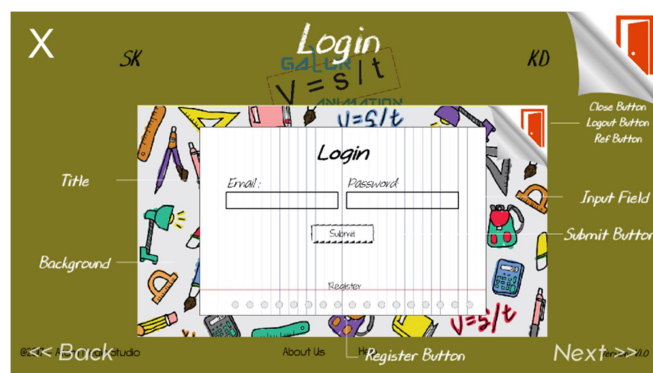 X
Login
SK
KD
GALUR
V=s/t
ANIMATION
V=s/t
Close Button
Logout Button
Ref Button
Login
Title
Email :
Password:
Input Field
Submit
Submit Button
Background
Register
V=s/t
<< Back
About Us
Register Button
Next >>